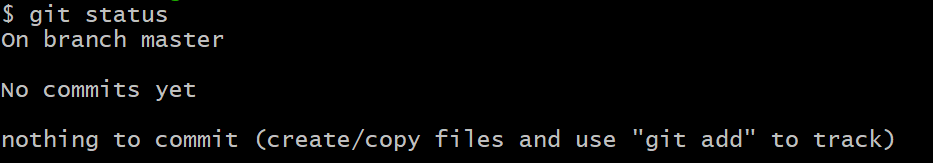 $ git status
On branch master
No commits yet
nothing to commit (create/copy files and use "git add" to track)